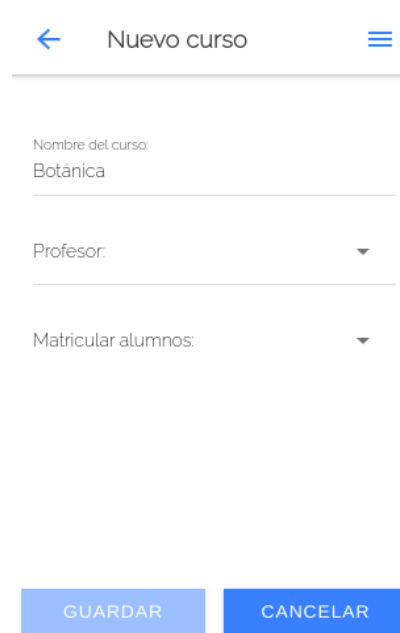 Nuevo curso
Nombre del curso:
Botánica
Profesor:
Matricular alumnos:
GUARDAR
CANCELAR